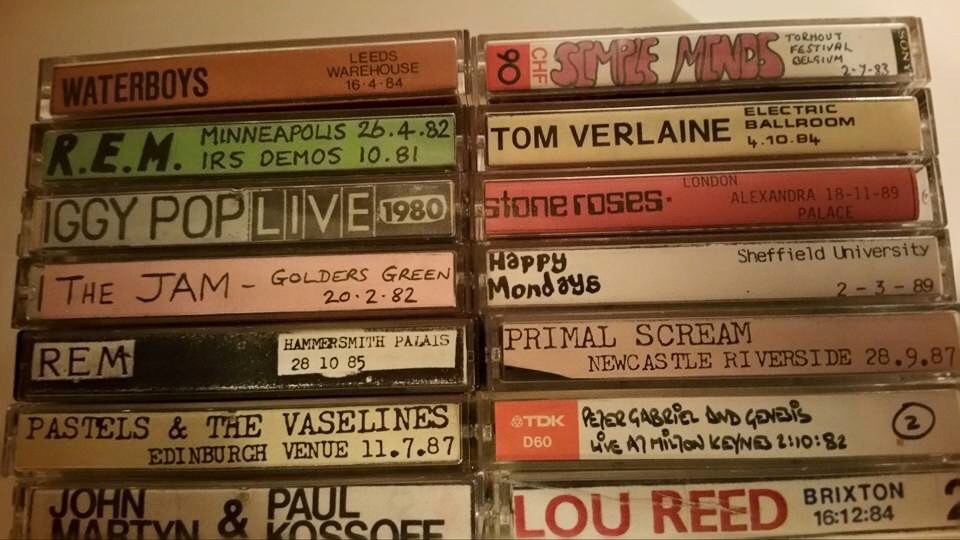 WATERBOYS
LEEDS
WAREHOUSE
16·4·84
R.E.M. MINNEAPOLIS 26.4.82
IRS DEMOS 10.81
IGGY POP LIVE 1980
THE JAM - GOLDERS GREEN
20·2·82
REM
HAMMERSMITH PALAIS
28 10 85
PASTELS & THE VASELINES
EDINBURGH VENUE 11.7.87
JOHN MARTYN & PAUL KOSSOFF
90 CHF SIMPLE MINDS
TORHOUT
FESTIVAL
BELGIUM
2-7-83
SONY
TOM VERLAINE
ELECTRIC
BALLROOM
4.10.84
stone roses·
LONDON
ALEXANDRA 18-11-89
PALACE
Happy
Mondays
Sheffield University
2-3-89
PRIMAL SCREAM
NEWCASTLE RIVERSIDE 28.9.87
TDK
D60
PETER GABRIEL AND GENESIS
LIVE AT MILTON KEYNES 2:10:82
2
LOU REED
BRIXTON
16:12:84
2